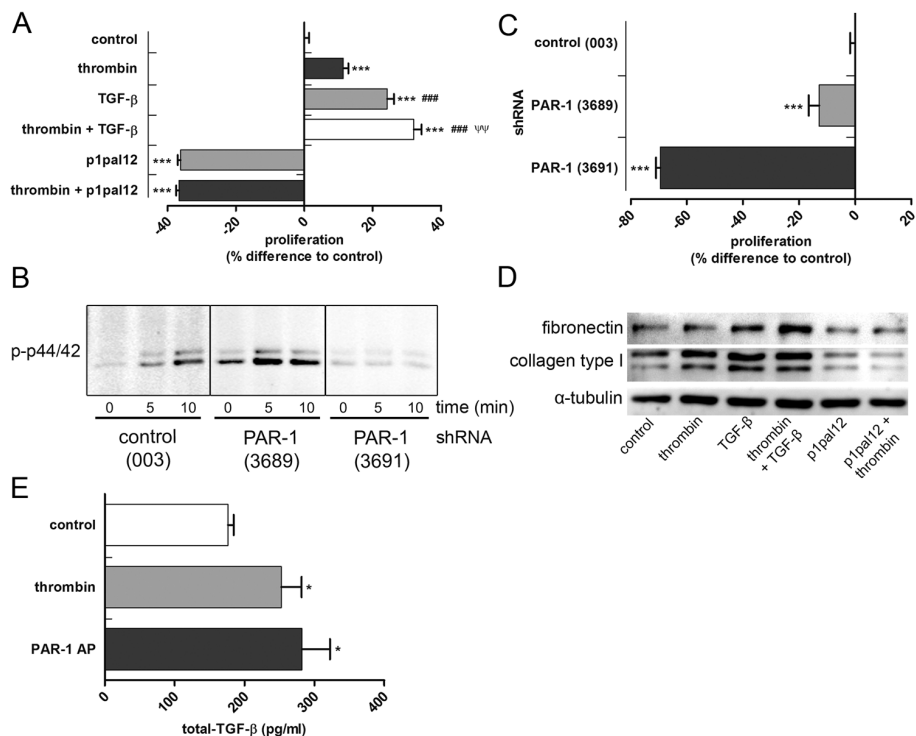 A
control
thrombin
***
TGF-β
*** ###
thrombin + TGF-β
*** ### ΨΨ
p1pal12
***
thrombin + p1pal12
***
-40
-20
0
20
40
proliferation
(% difference to control)
C
shRNA
control (003)
PAR-1 (3689)
***
PAR-1 (3691)
***
-80
-60
-40
-20
0
20
proliferation
(% difference to control)
B
p-p44/42
0 5 10 0 5 10 0 5 10 time (min)
control
(003)
PAR-1
(3689)
PAR-1
(3691)
shRNA
D
fibronectin
collagen type I
α-tubulin
control
thrombin
TGF-β
thrombin
+ TGF-β
p1pal12
p1pal12 +
thrombin
E
control
thrombin
*
PAR-1 AP
*
0
100
200
300
400
total-TGF-β (pg/ml)